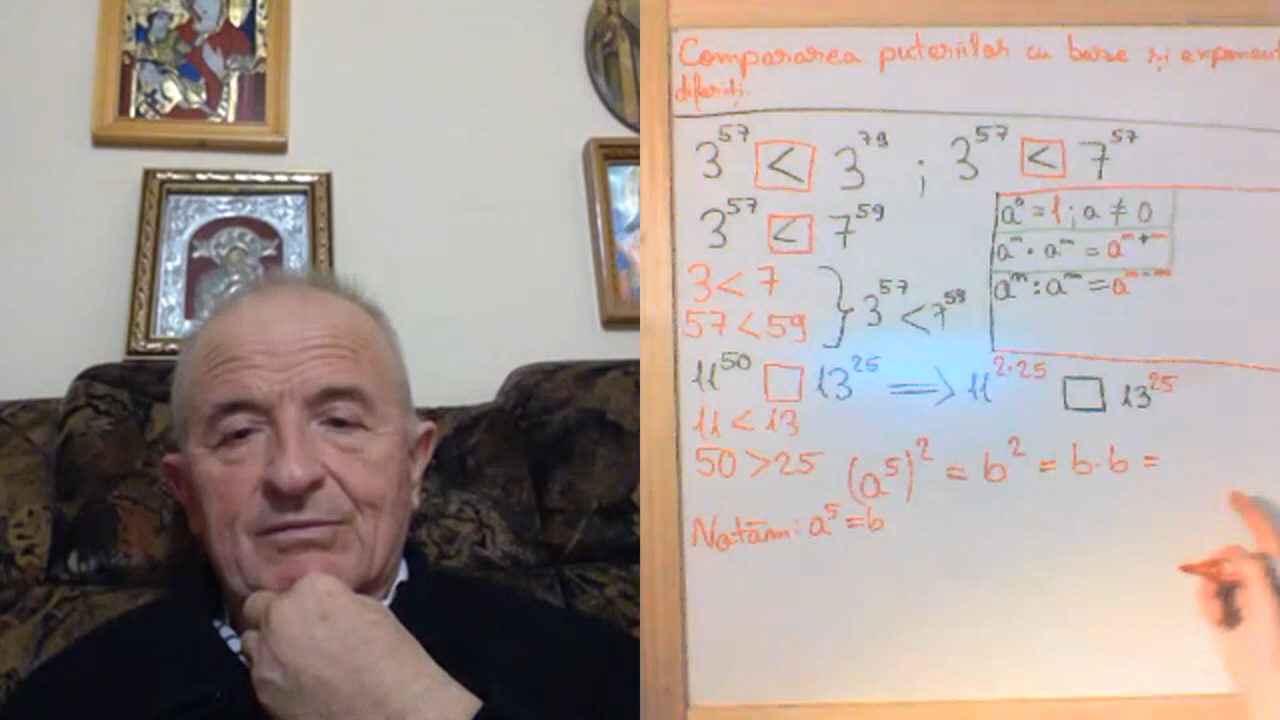 Compararea puterilor cu baze și exponenți
diferiți.
3^57 < 3^79 ; 3^57 < 7^57
3^57 < 7^59
3 < 7
57 < 59 } 3^57 < 7^59
a^0 = 1 ; a ≠ 0
a^m · a^n = a^m+n
a^m : a^n = a^m-n
11^50 □ 13^25 ⟹ 11^2·25 □ 13^25
11 < 13
50 > 25
(a^5)^2 = b^2 = b·b =
Notăm: a^5 = b